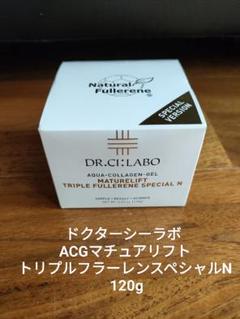 Natural
Fullerene
SPECIAL
VERSION
DR.CI:LABO
AQUA-COLLAGEN-GEL
MATURELIFT
TRIPLE FULLERENE SPECIAL N
ドクターシーラボ
ACGマチュアリフト
トリプルフラーレンスペシャルN
120g